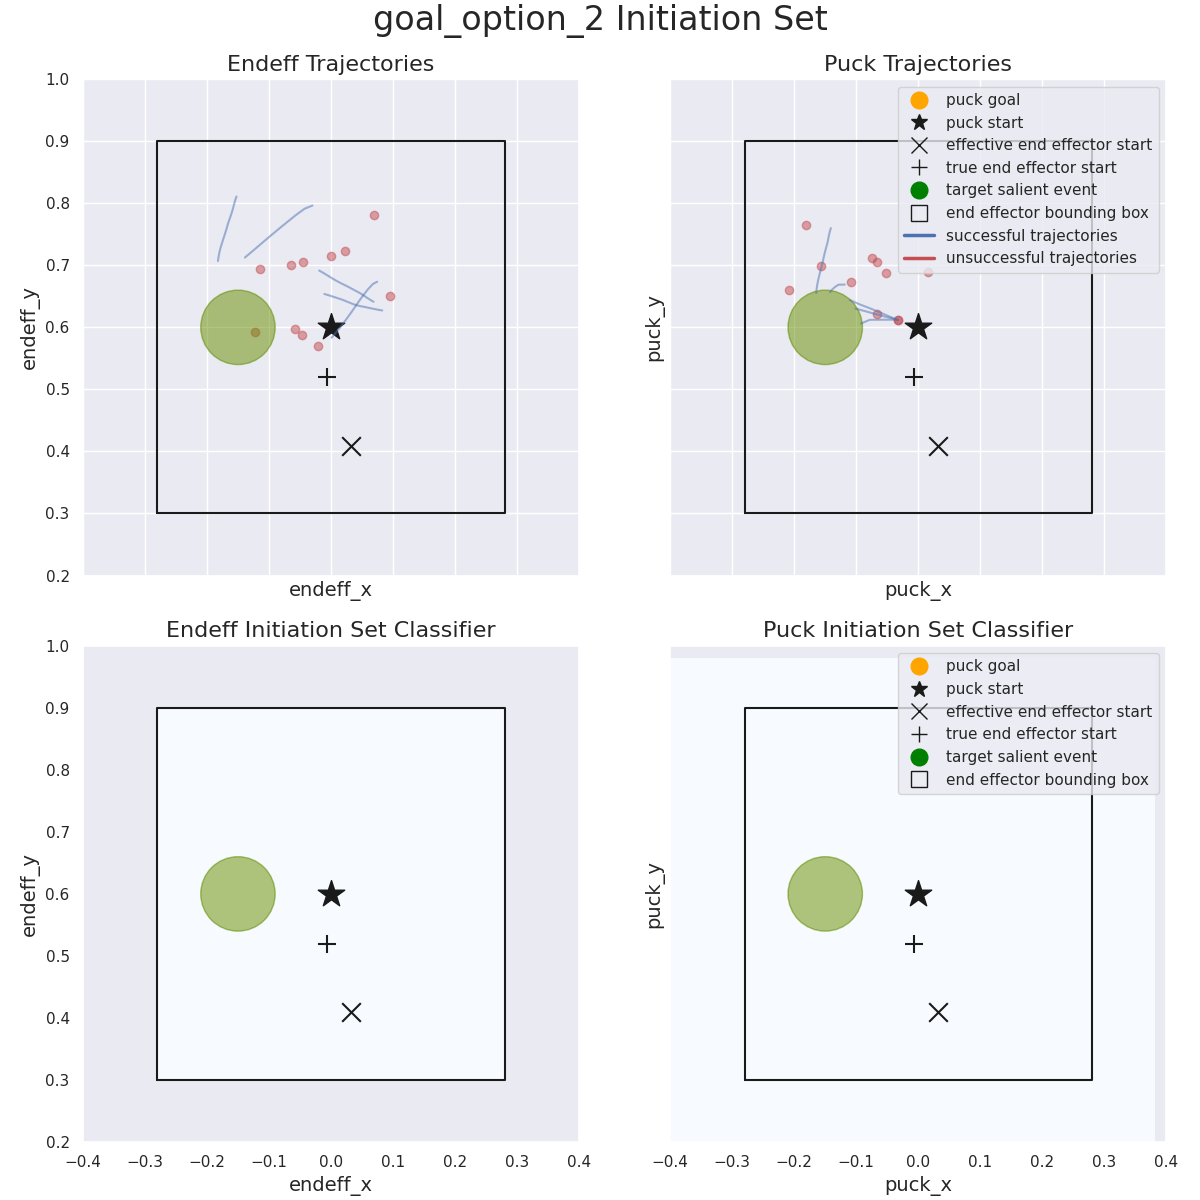 goal_option_2 Initiation Set
Endeff Trajectories
Puck Trajectories
1.0
0.9
0.8
0.7
0.6
0.5
0.4
0.3
0.2
endeff_y
endeff_x
puck_y
puck_x
puck goal
puck start
effective end effector start
true end effector start
target salient event
end effector bounding box
successful trajectories
unsuccessful trajectories
Endeff Initiation Set Classifier
Puck Initiation Set Classifier
1.0
0.9
0.8
0.7
0.6
0.5
0.4
0.3
0.2
endeff_y
−0.4 −0.3 −0.2 −0.1 0.0 0.1 0.2 0.3 0.4
endeff_x
puck_y
puck goal
puck start
effective end effector start
true end effector start
target salient event
end effector bounding box
−0.4 −0.3 −0.2 −0.1 0.0 0.1 0.2 0.3 0.4
puck_x